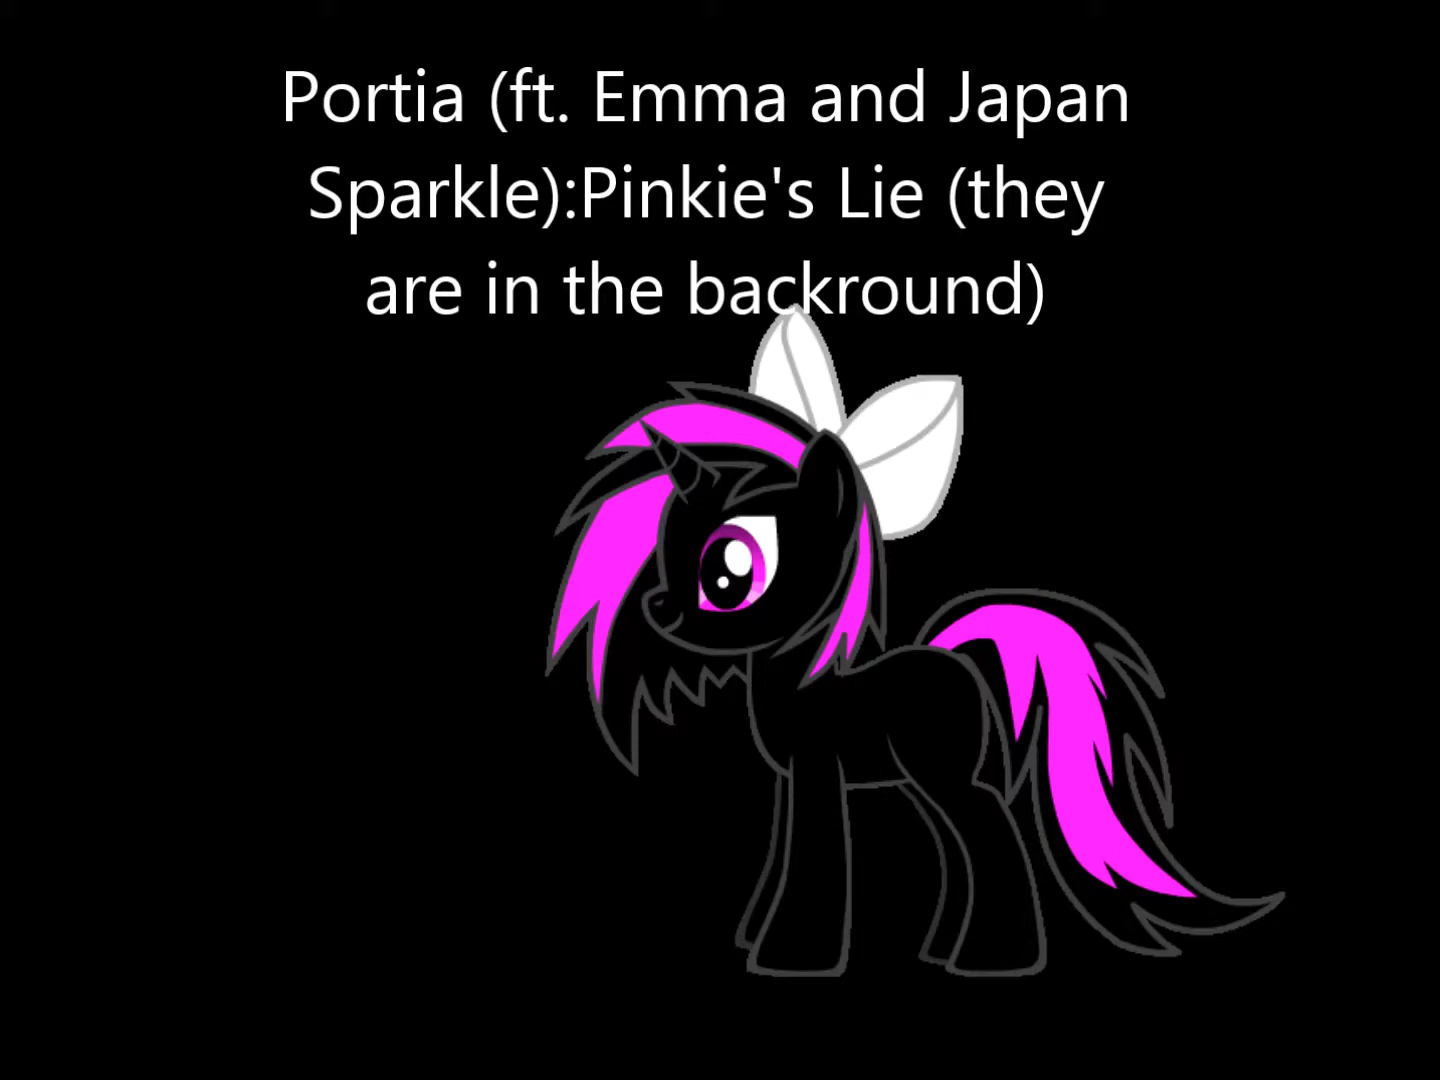 Portia (ft. Emma and Japan
Sparkle):Pinkie's Lie (they
are in the backround)